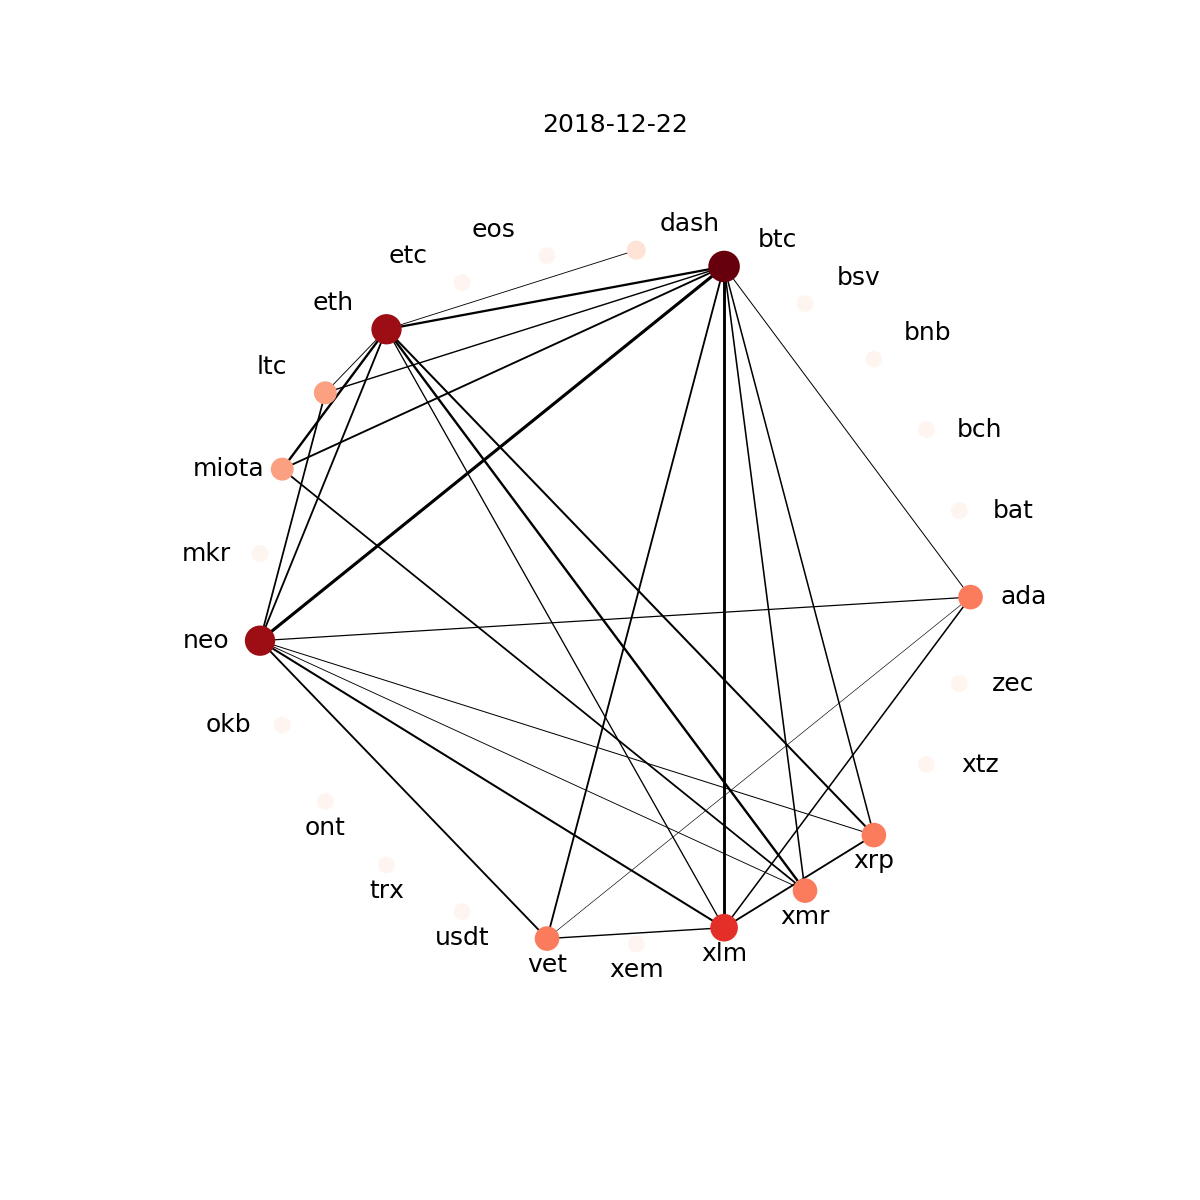 2018-12-22
dash
eos
btc
etc
bsv
eth
bnb
ltc
bch
miota
bat
mkr
ada
neo
zec
okb
xtz
ont
xrp
trx
xmr
usdt
xlm
vet
xem